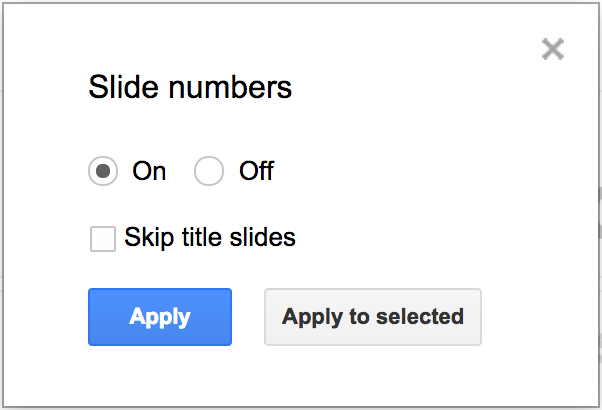 Slide numbers
On Off
Skip title slides
Apply Apply to selected